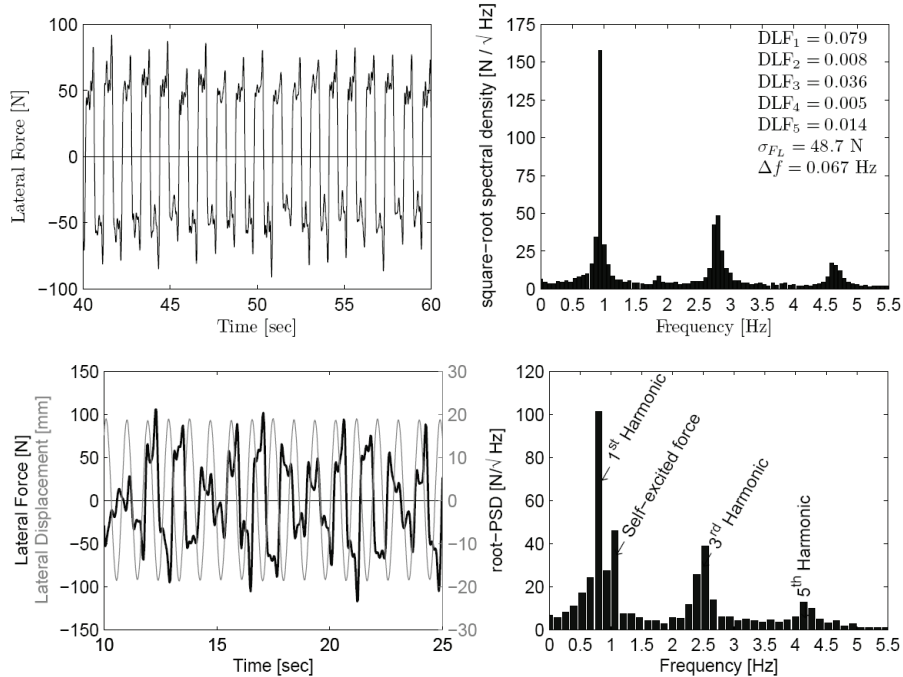 100
50
0
−50
−100
Lateral Force [N]
40
45
50
55
60
Time [sec]
175
150
125
100
75
50
25
0
square−root spectral density [N / √ Hz]
DLF1 = 0.079
DLF2 = 0.008
DLF3 = 0.036
DLF4 = 0.005
DLF5 = 0.014
σFL = 48.7 N
Δf = 0.067 Hz
0 0.5 1 1.5 2 2.5 3 3.5 4 4.5 5 5.5
Frequency [Hz]
150
100
50
0
−50
−100
−150
Lateral Force [N]
Lateral Displacement [mm]
30
20
10
0
−10
−20
−30
10
15
20
25
Time [sec]
120
100
80
60
40
20
0
root−PSD [N/√ Hz]
1st Harmonic
Self−excited force
3rd Harmonic
5th Harmonic
0 0.5 1 1.5 2 2.5 3 3.5 4 4.5 5 5.5
Frequency [Hz]